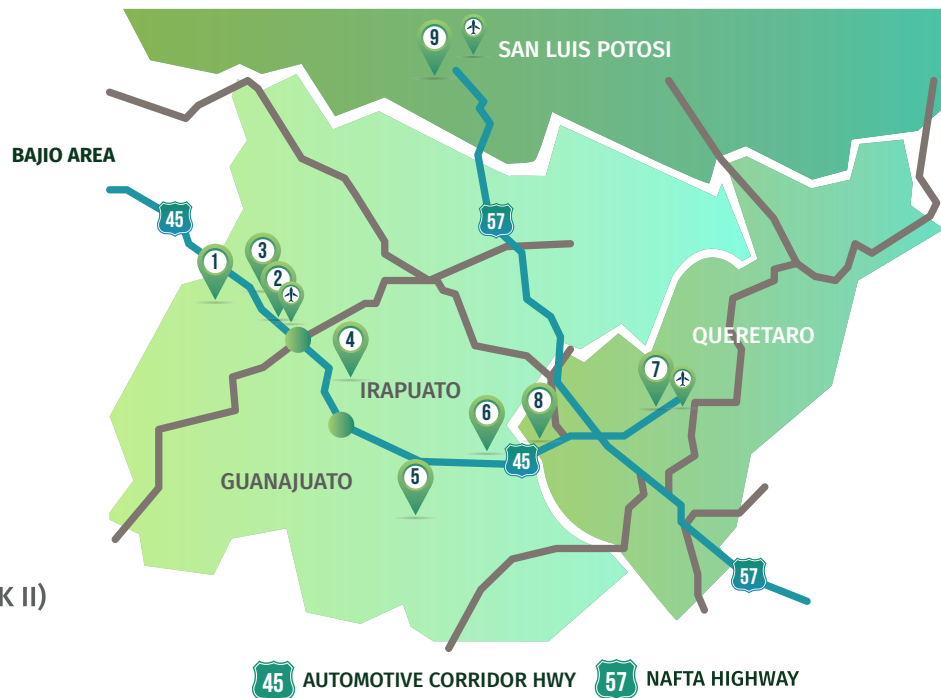 9
SAN LUIS POTOSI
BAJIO AREA
45
57
3
1
2
4
QUERETARO
7
IRAPUATO
6
8
45
5
GUANAJUATO
57
K II)
45 AUTOMOTIVE CORRIDOR HWY
57 NAFTA HIGHWAY